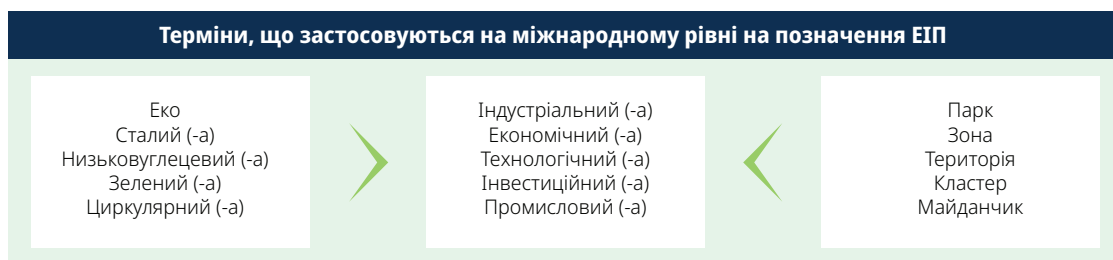 Терміни, що застосовуються на міжнародному рівні на позначення ЕІП
Еко
Сталий (-а)
Низьковуглецевий (-а)
Зелений (-а)
Циркулярний (-а)
Індустріальний (-а)
Економічний (-а)
Технологічний (-а)
Інвестиційний (-а)
Промисловий (-а)
Парк
Зона
Територія
Кластер
Майданчик